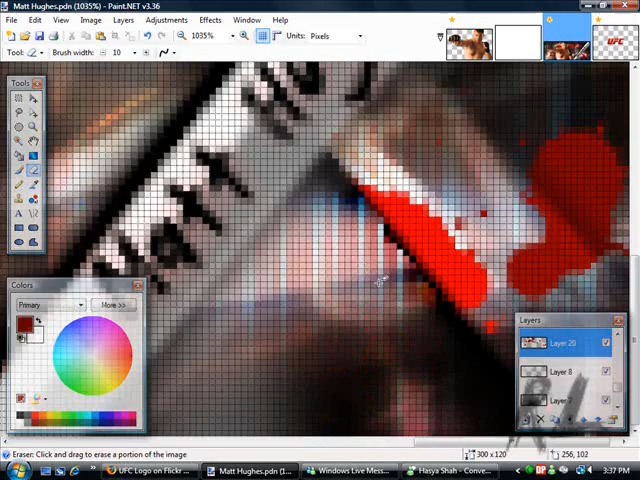 Matt Hughes.pdn (1035%) - Paint.NET v3.36
File Edit View Image Layers Adjustments Effects
1035% Units: Pixels
UFC
Tool: Brush width: 10
Tools
Colors
Primary More >>
Layers
Layer 20
Layer 8
Layer 7
Eraser: Click and drag to erase a portion of the image 300 x 120 256, 102
UFC Logo on Flickr ... Matt Hughes.pdn (1... Windows Live Mess... Hasya Shah - Conve... 3:37 PM